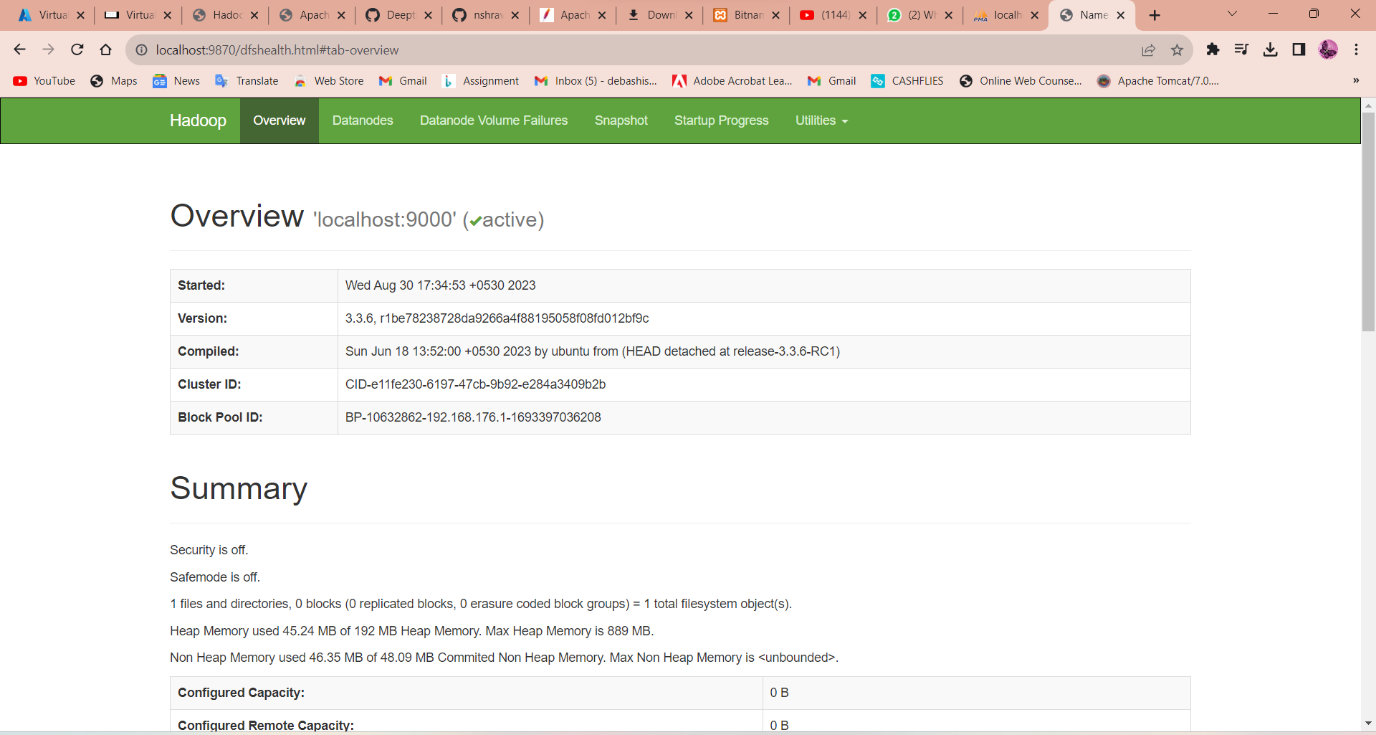 Virtual Virtual Hadoo Apach Deept nshrav Apach Downl Bitnam (1144) (2) Wh localh Name
localhost:9870/dfshealth.html#tab-overview
YouTube Maps News Translate Web Store Gmail Assignment Inbox (5) - debashis... Adobe Acrobat Lea... Gmail CASHFLIES Online Web Counse... Apache Tomcat/7.0....
Hadoop Overview Datanodes Datanode Volume Failures Snapshot Startup Progress Utilities
Overview 'localhost:9000' (✔active)
Started: Wed Aug 30 17:34:53 +0530 2023
Version: 3.3.6, r1be78238728da9266a4f88195058f08fd012bf9c
Compiled: Sun Jun 18 13:52:00 +0530 2023 by ubuntu from (HEAD detached at release-3.3.6-RC1)
Cluster ID: CID-e11fe230-6197-47cb-9b92-e284a3409b2b
Block Pool ID: BP-10632862-192.168.176.1-1693397036208
Summary
Security is off.
Safemode is off.
1 files and directories, 0 blocks (0 replicated blocks, 0 erasure coded block groups) = 1 total filesystem object(s).
Heap Memory used 45.24 MB of 192 MB Heap Memory. Max Heap Memory is 889 MB.
Non Heap Memory used 46.35 MB of 48.09 MB Commited Non Heap Memory. Max Non Heap Memory is <unbounded>.
Configured Capacity: 0 B
Configured Remote Capacity: 0 B